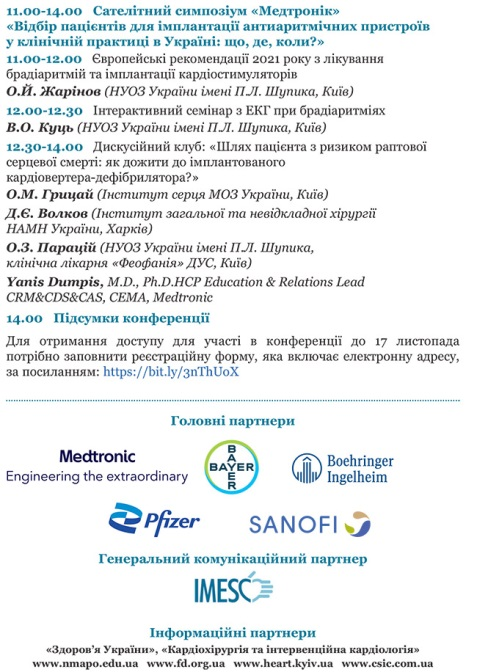 11.00-14.00 Сателітний симпозіум «Медтронік»
«Відбір пацієнтів для імплантації антиаритмічних пристроїв
у клінічній практиці в Україні: що, де, коли?»
11.00-12.00 Європейські рекомендації 2021 року з лікування
брадіаритмій та імплантації кардіостимуляторів
О.Й. Жарінов (НУОЗ України імені П.Л. Шупика, Київ)
12.00-12.30 Інтерактивний семінар з ЕКГ при брадіаритміях
В.О. Куць (НУОЗ України імені П.Л. Шупика, Київ)
12.30-14.00 Дискусійний клуб: «Шлях пацієнта з ризиком раптової
серцевої смерті: як дожити до імплантованого
кардіовертера-дефібрилятора?»
О.М. Грицай (Інститут серця МОЗ України, Київ)
Д.Є. Волков (Інститут загальної та невідкладної хірургії
НАМН України, Харків)
О.З. Парацій (НУОЗ України імені П.Л. Шупика,
клінічна лікарня «Феофанія» ДУС, Київ)
Yanis Dumpis, M.D., Ph.D.HCP Education & Relations Lead
CRM&CDS&CAS, CEMA, Medtronic
14.00 Підсумки конференції
Для отримання доступу для участі в конференції до 17 листопада
потрібно заповнити реєстраційну форму, яка включає електронну адресу,
за посиланням: https://bit.ly/3nThUoX
Головні партнери
Medtronic
Engineering the extraordinary
BAYER
BAYER
Boehringer
Ingelheim
Pfizer
SANOFI
Генеральний комунікаційний партнер
IMESC
Інформаційні партнери
«Здоров'я України», «Кардіохірургія та інтервенційна кардіологія»
www.nmapo.edu.ua www.fd.org.ua www.heart.kyiv.ua www.csic.com.ua